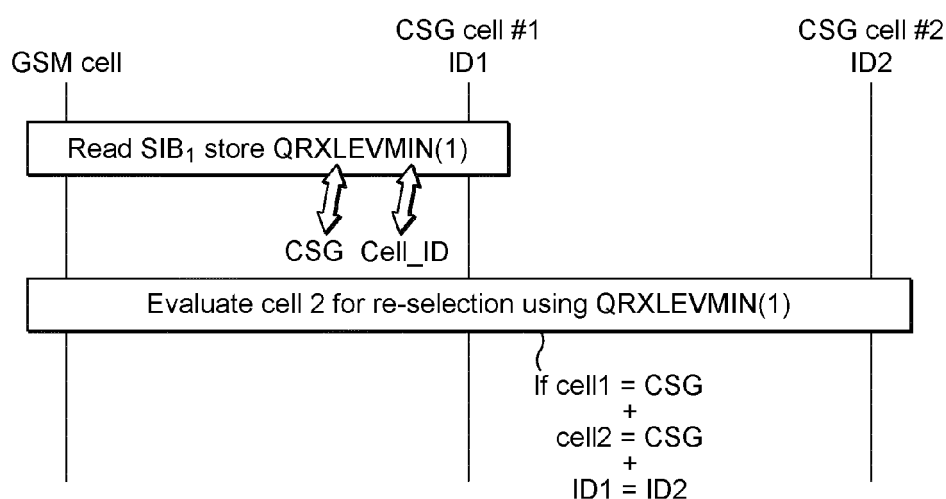 CSG cell #1
CSG cell #2
GSM cell
ID1
ID2
Read SIB₁ store QRXLEVMIN(1)
CSG
Cell_ID
Evaluate cell 2 for re-selection using QRXLEVMIN(1)
If cell1 = CSG
+
cell2 = CSG
+
ID1 = ID2